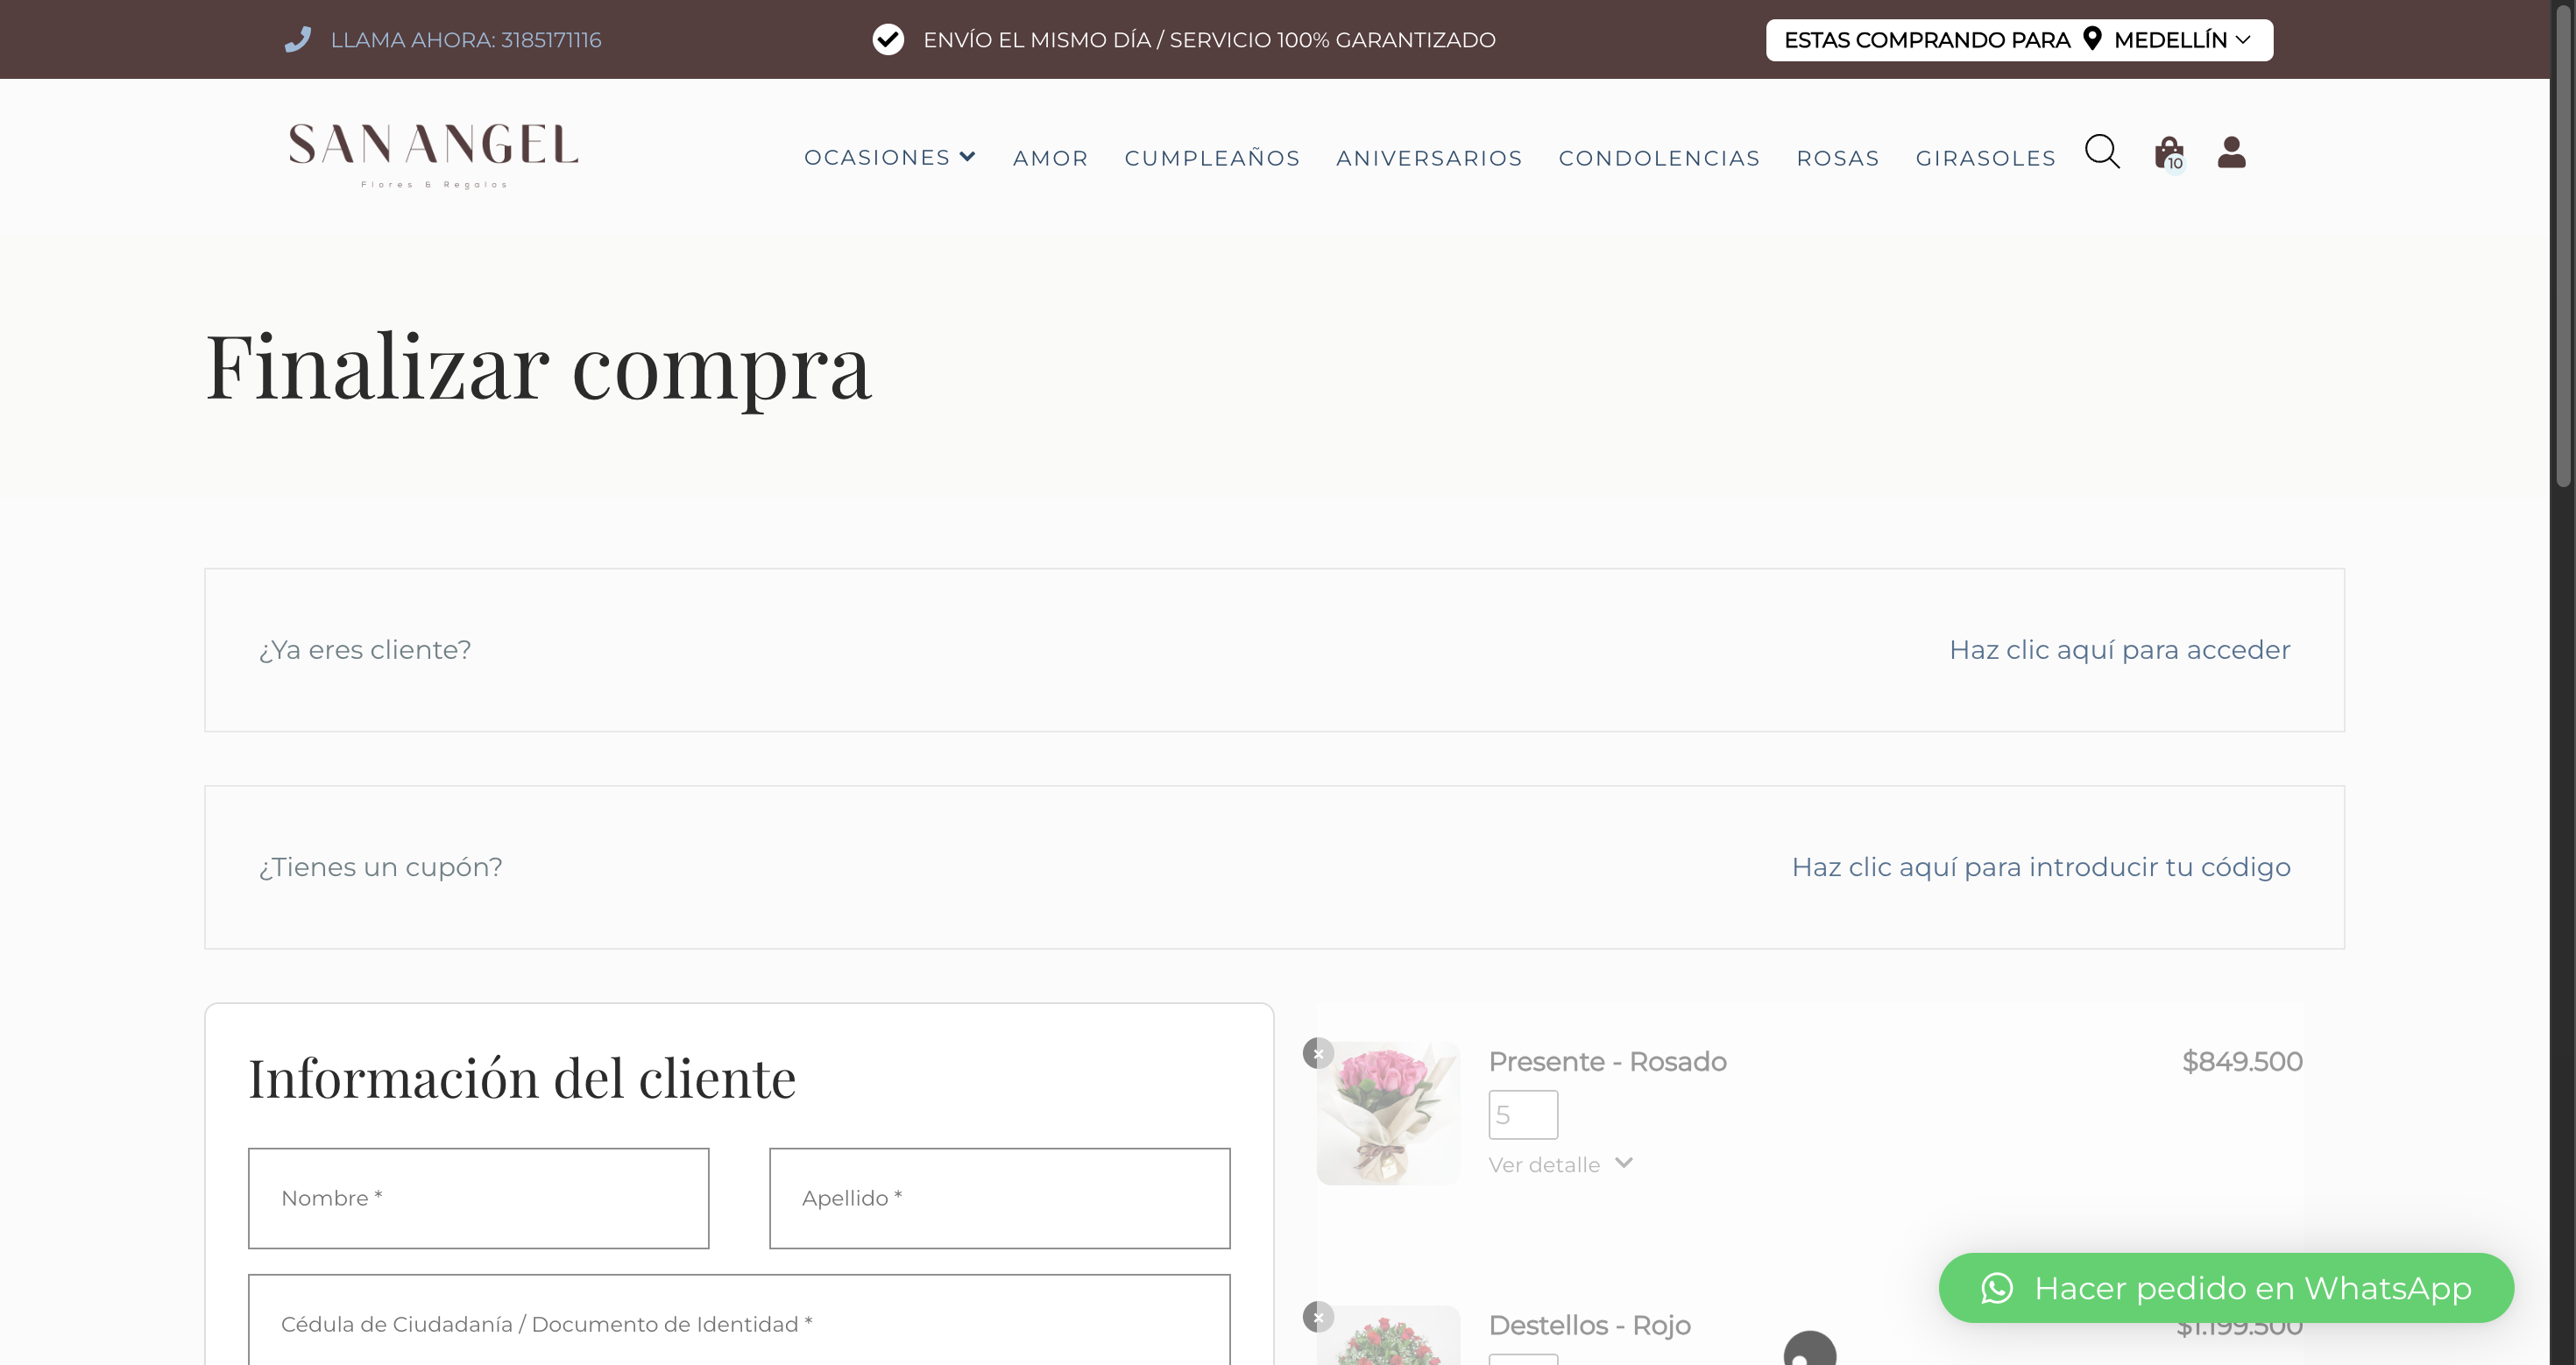 LLAMA AHORA: 3185171116
ENVÍO EL MISMO DÍA / SERVICIO 100% GARANTIZADO
ESTAS COMPRANDO PARA MEDELLÍN
SAN ANGEL
Flores & Regalos
OCASIONES AMOR CUMPLEAÑOS ANIVERSARIOS CONDOLENCIAS ROSAS GIRASOLES
10
Finalizar compra
¿Ya eres cliente? Haz clic aquí para acceder
¿Tienes un cupón? Haz clic aquí para introducir tu código
Información del cliente
Nombre *
Apellido *
Cédula de Ciudadanía / Documento de Identidad *
Presente - Rosado $849.500
5
Ver detalle
Hacer pedido en WhatsApp
Destellos - Rojo $1.199.500